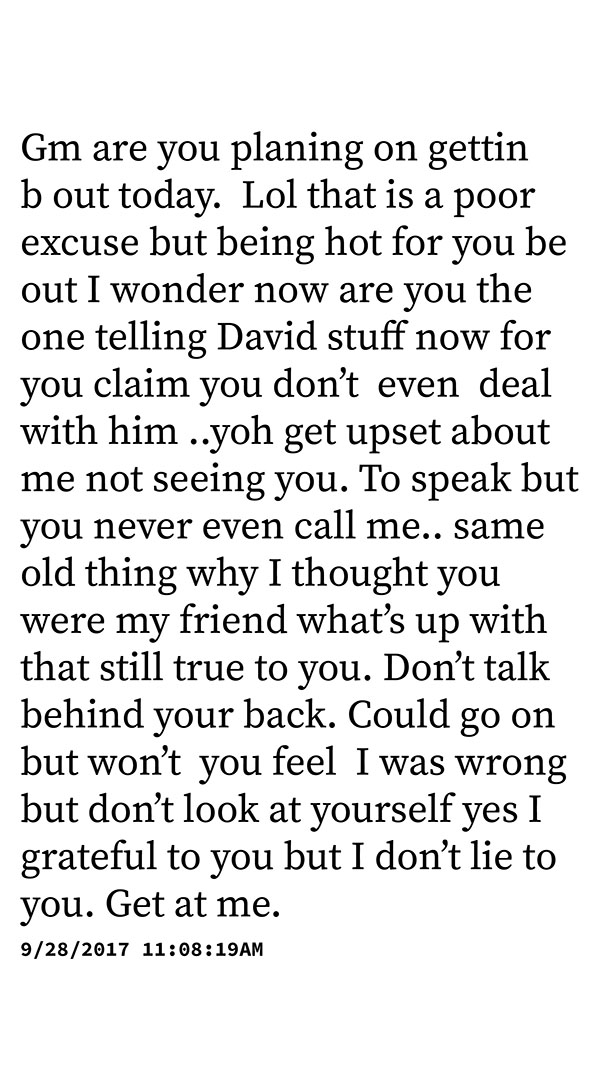 Gm are you planing on gettin
b out today.  Lol that is a poor
excuse but being hot for you be
out I wonder now are you the
one telling David stuff now for
you claim you don’t  even  deal
with him ..yoh get upset about
me not seeing you. To speak but
you never even call me.. same
old thing why I thought you
were my friend what’s up with
that still true to you. Don’t talk
behind your back. Could go on
but won’t  you feel  I was wrong
but don’t look at yourself yes I
grateful to you but I don’t lie to
you. Get at me.
9/28/2017 11:08:19AM